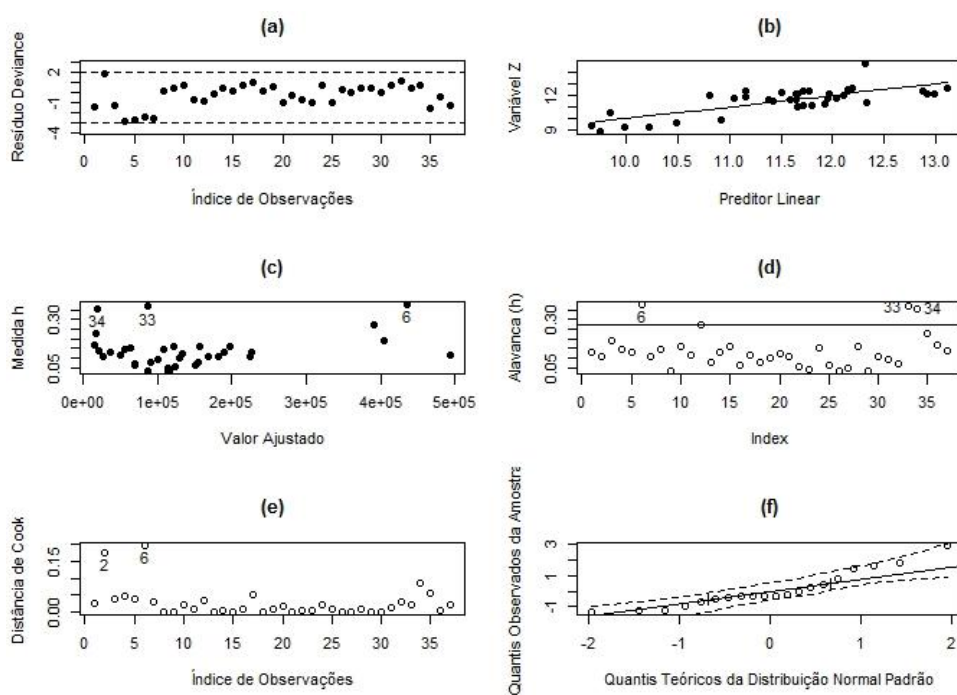 (a)
Resíduo Deviance
2
-1
-4
0 5 10 15 20 25 30 35
Índice de Observações
(b)
Variável Z
12
9
10.0 10.5 11.0 11.5 12.0 12.5 13.0
Preditor Linear
(c)
Medida h
0.30
0.05
34 33 6
0e+00 1e+05 2e+05 3e+05 4e+05 5e+05
Valor Ajustado
(d)
Alavanca (h)
0.30
0.05
6 33 34
0 5 10 15 20 25 30 35
Index
(e)
Distância de Cook
0.15
0.00
2 6
0 5 10 15 20 25 30 35
Índice de Observações
(f)
Quantis Observados da Amostra
3
1
-1
-2 -1 0 1 2
Quantis Teóricos da Distribuição Normal Padrão